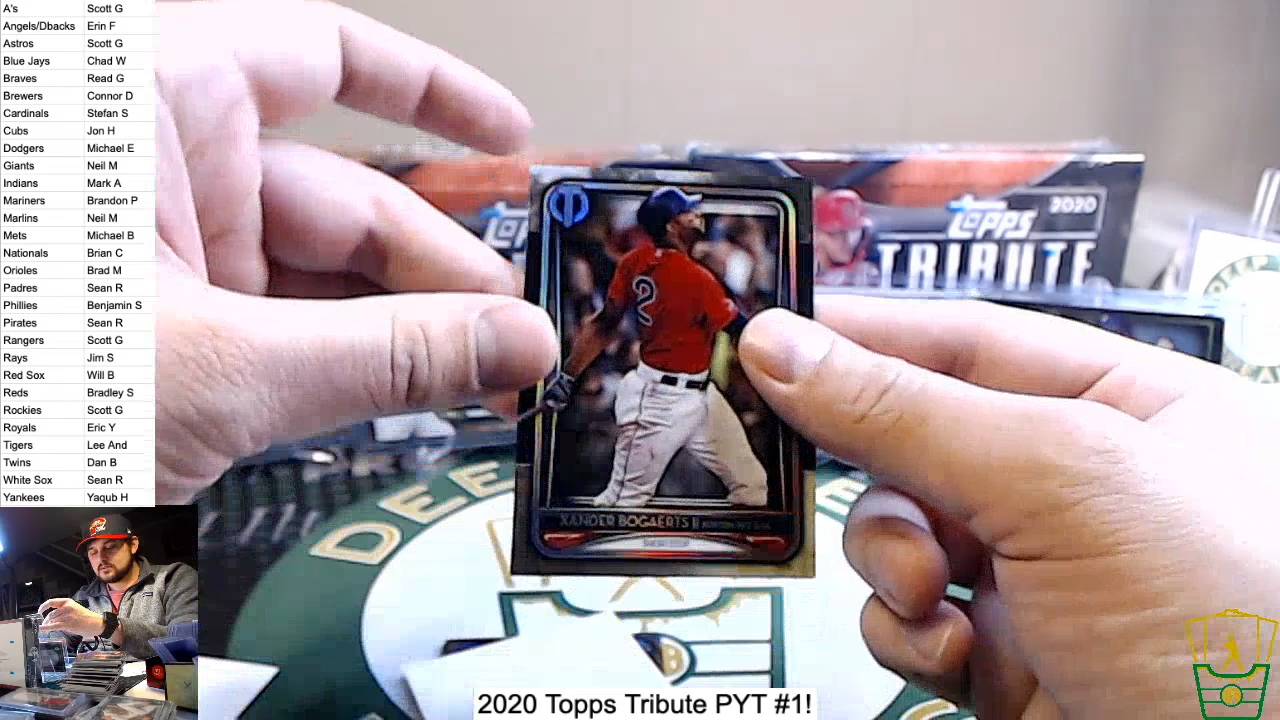 A's Scott G
Angels/Dbacks Erin F
Astros Scott G
Blue Jays Chad W
Braves Read G
Brewers Connor D
Cardinals Stefan S
Cubs Jon H
Dodgers Michael E
Giants Neil M
Indians Mark A
Mariners Brandon P
Marlins Neil M
Mets Michael B
Nationals Brian C
Orioles Brad M
Padres Sean R
Phillies Benjamin S
Pirates Sean R
Rangers Scott G
Rays Jim S
Red Sox Will B
Reds Bradley S
Rockies Scott G
Royals Eric Y
Tigers Lee And
Twins Dan B
White Sox Sean R
Yankees Yaqub H
TOPPS 2020
TRIBUTE
2
XANDER BOGAERTS
DEE
2020 Topps Tribute PYT #1!